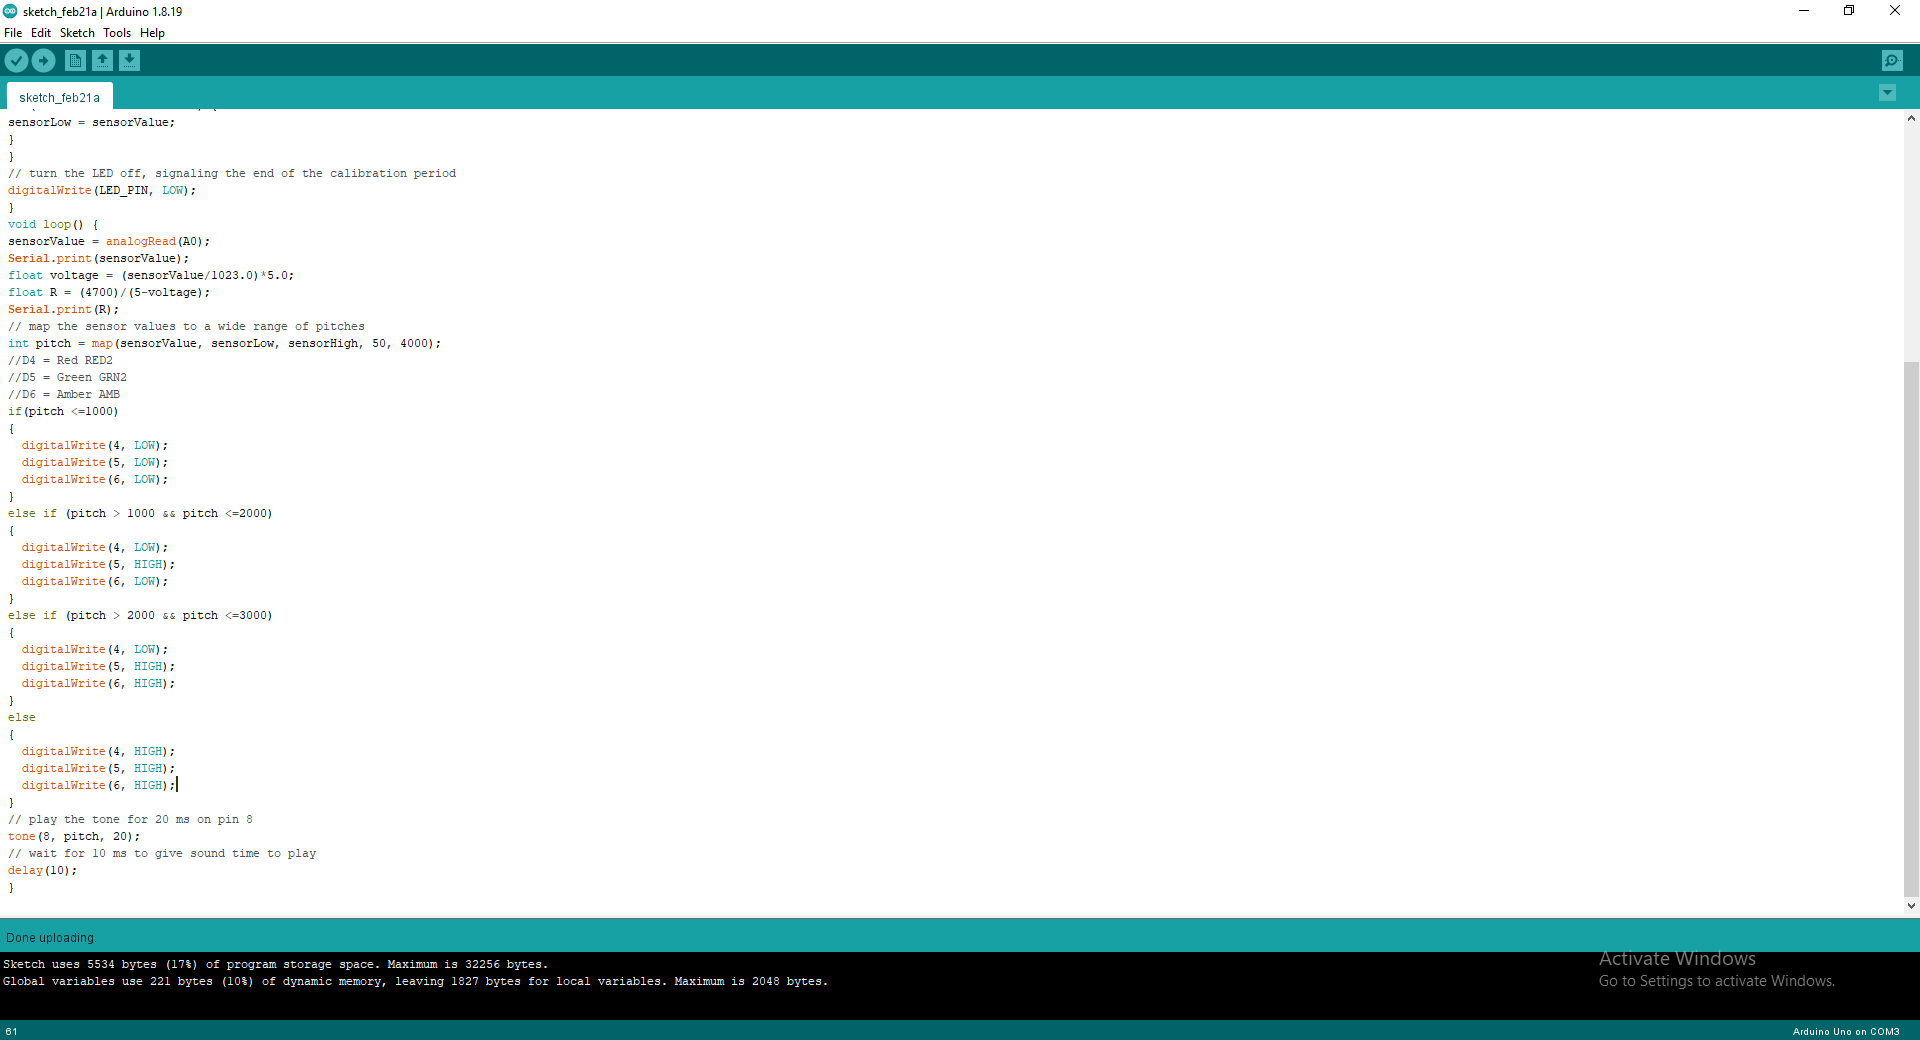 sketch_feb21a | Arduino 1.8.19
File Edit Sketch Tools Help
sketch_feb21a
sensorLow = sensorValue;
}
}
// turn the LED off, signaling the end of the calibration period
digitalWrite(LED_PIN, LOW);
}
void loop() {
sensorValue = analogRead(A0);
Serial.print(sensorValue);
float voltage = (sensorValue/1023.0)*5.0;
float R = (4700)/(5-voltage);
Serial.print(R);
// map the sensor values to a wide range of pitches
int pitch = map(sensorValue, sensorLow, sensorHigh, 50, 4000);
//D4 = Red RED2
//D5 = Green GRN2
//D6 = Amber AMB
if(pitch <=1000)
{
  digitalWrite(4, LOW);
  digitalWrite(5, LOW);
  digitalWrite(6, LOW);
}
else if (pitch > 1000 && pitch <=2000)
{
  digitalWrite(4, LOW);
  digitalWrite(5, HIGH);
  digitalWrite(6, LOW);
}
else if (pitch > 2000 && pitch <=3000)
{
  digitalWrite(4, LOW);
  digitalWrite(5, HIGH);
  digitalWrite(6, HIGH);
}
else
{
  digitalWrite(4, HIGH);
  digitalWrite(5, HIGH);
  digitalWrite(6, HIGH);
}
// play the tone for 20 ms on pin 8
tone(8, pitch, 20);
// wait for 10 ms to give sound time to play
delay(10);
}
Done uploading.
Sketch uses 5534 bytes (17%) of program storage space. Maximum is 32256 bytes.
Global variables use 221 bytes (10%) of dynamic memory, leaving 1827 bytes for local variables. Maximum is 2048 bytes.
Activate Windows
Go to Settings to activate Windows.
61
Arduino Uno on COM3